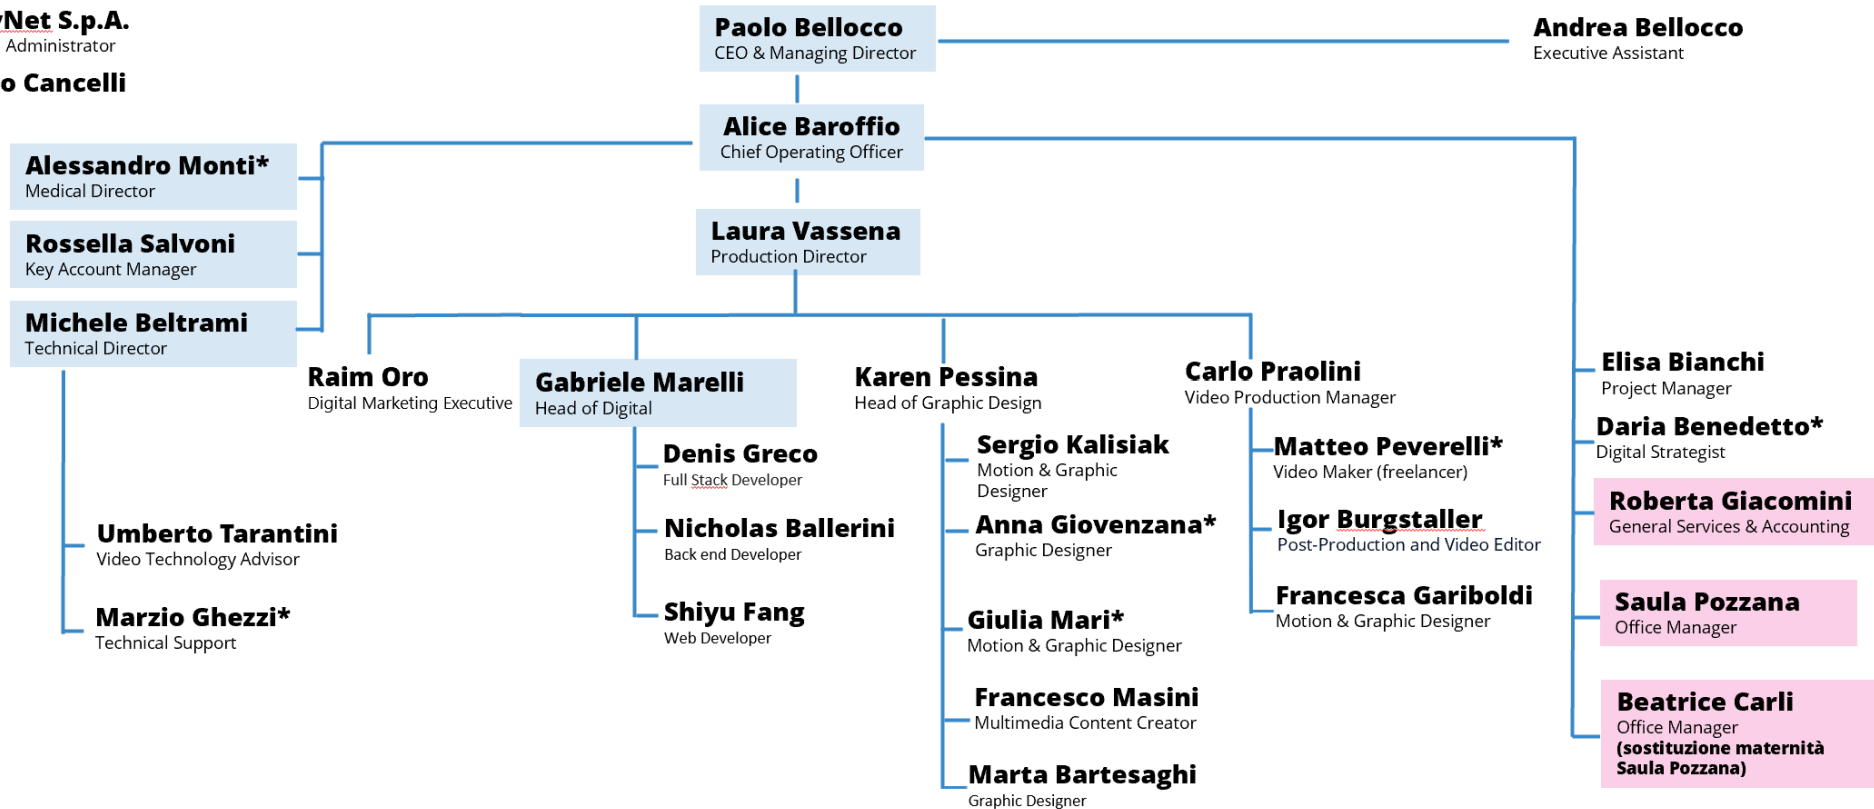 Net S.p.A.
Administrator
o Cancelli
Paolo Bellocco
CEO & Managing Director
Andrea Bellocco
Executive Assistant
Alice Baroffio
Chief Operating Officer
Alessandro Monti*
Medical Director
Rossella Salvoni
Key Account Manager
Michele Beltrami
Technical Director
Laura Vassena
Production Director
Umberto Tarantini
Video Technology Advisor
Marzio Ghezzi*
Technical Support
Raim Oro
Digital Marketing Executive
Gabriele Marelli
Head of Digital
Denis Greco
Full Stack Developer
Nicholas Ballerini
Back end Developer
Shiyu Fang
Web Developer
Karen Pessina
Head of Graphic Design
Sergio Kalisiak
Motion & Graphic
Designer
Anna Giovenzana*
Graphic Designer
Giulia Mari*
Motion & Graphic Designer
Francesco Masini
Multimedia Content Creator
Marta Bartesaghi
Graphic Designer
Carlo Praolini
Video Production Manager
Matteo Peverelli*
Video Maker (freelancer)
Igor Burgstaller
Post-Production and Video Editor
Francesca Gariboldi
Motion & Graphic Designer
Elisa Bianchi
Project Manager
Daria Benedetto*
Digital Strategist
Roberta Giacomini
General Services & Accounting
Saula Pozzana
Office Manager
Beatrice Carli
Office Manager
(sostituzione maternità
Saula Pozzana)